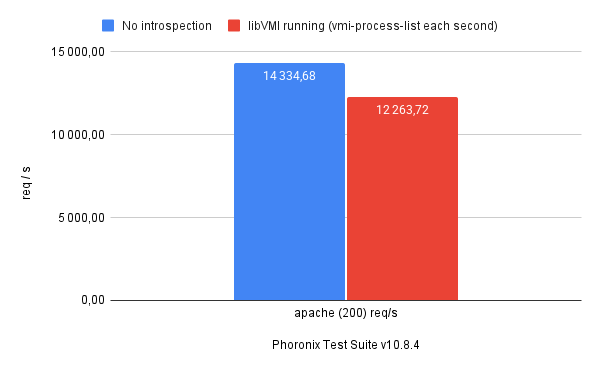 No introspection libVMI running (vmi-process-list each second)
15 000,00
14 334,68
12 263,72
10 000,00
req / s
5 000,00
0,00
apache (200) req/s
Phoronix Test Suite v10.8.4